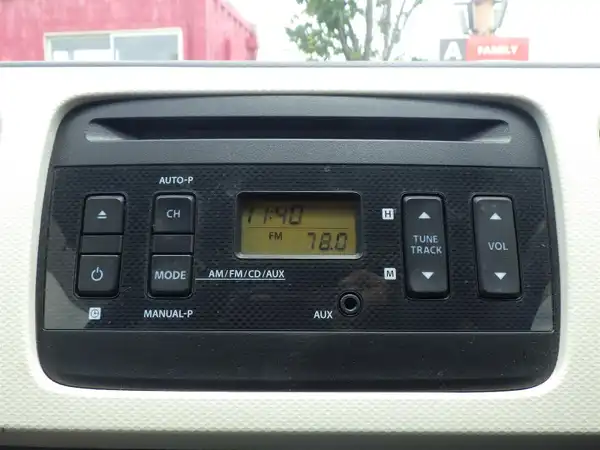 A FAMILY
AUTO-P
CH
MODE
AM/FM/CD/AUX
MANUAL-P
11:40
FM
78.0
AUX
H
M
TUNE
TRACK
VOL